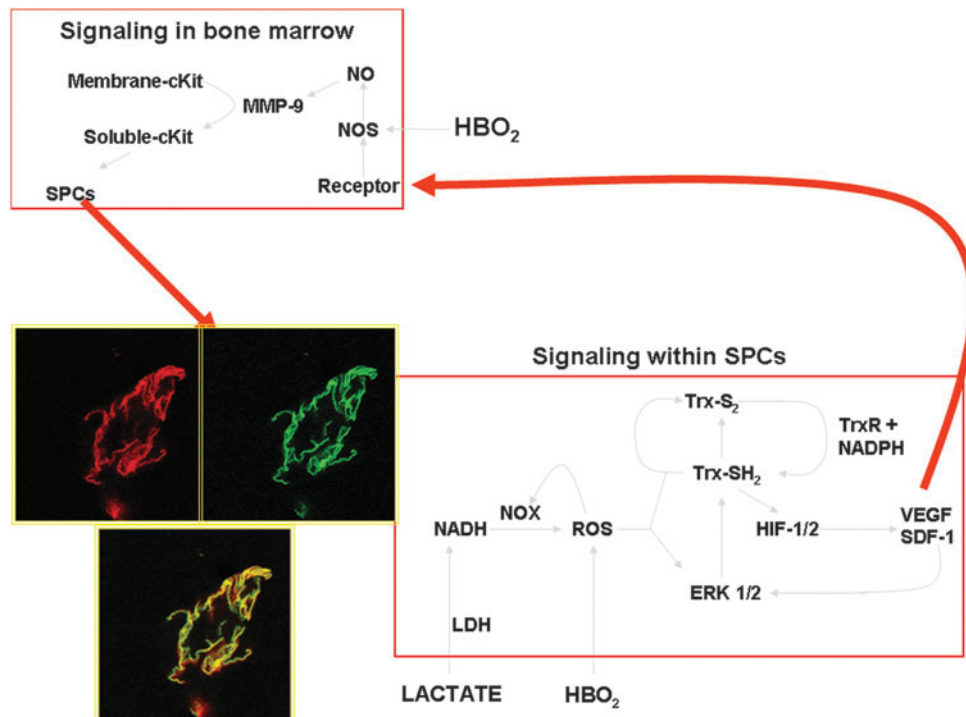 Signaling in bone marrow
Membrane-cKit
NO
MMP-9
Soluble-cKit
NOS
HBO₂
SPCs
Receptor
Signaling within SPCs
Trx-S₂
TrxR +
NADPH
Trx-SH₂
NOX
NADH
ROS
HIF-1/2
VEGF
SDF-1
ERK 1/2
LDH
LACTATE
HBO₂